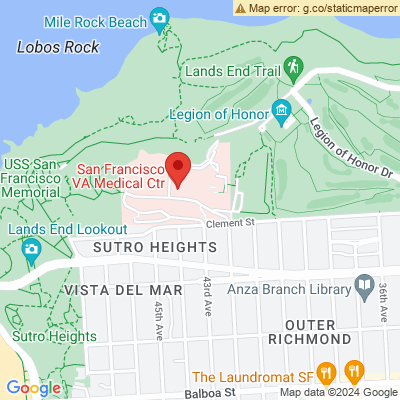 Map error: g.co/staticmaperror
Mile Rock Beach
Lobos Rock
Lands End Trail
Legion of Honor
Legion of Honor Dr
USS San
Francisco
Memorial
San Francisco
VA Medical Ctr
Clement St
Lands End Lookout
SUTRO HEIGHTS
VISTA DEL MAR
43rd Ave
45th Ave
Anza Branch Library
36th Ave
Sutro Heights
OUTER
RICHMOND
The Laundromat SF
Balboa St
Google
Map data ©2024 Google